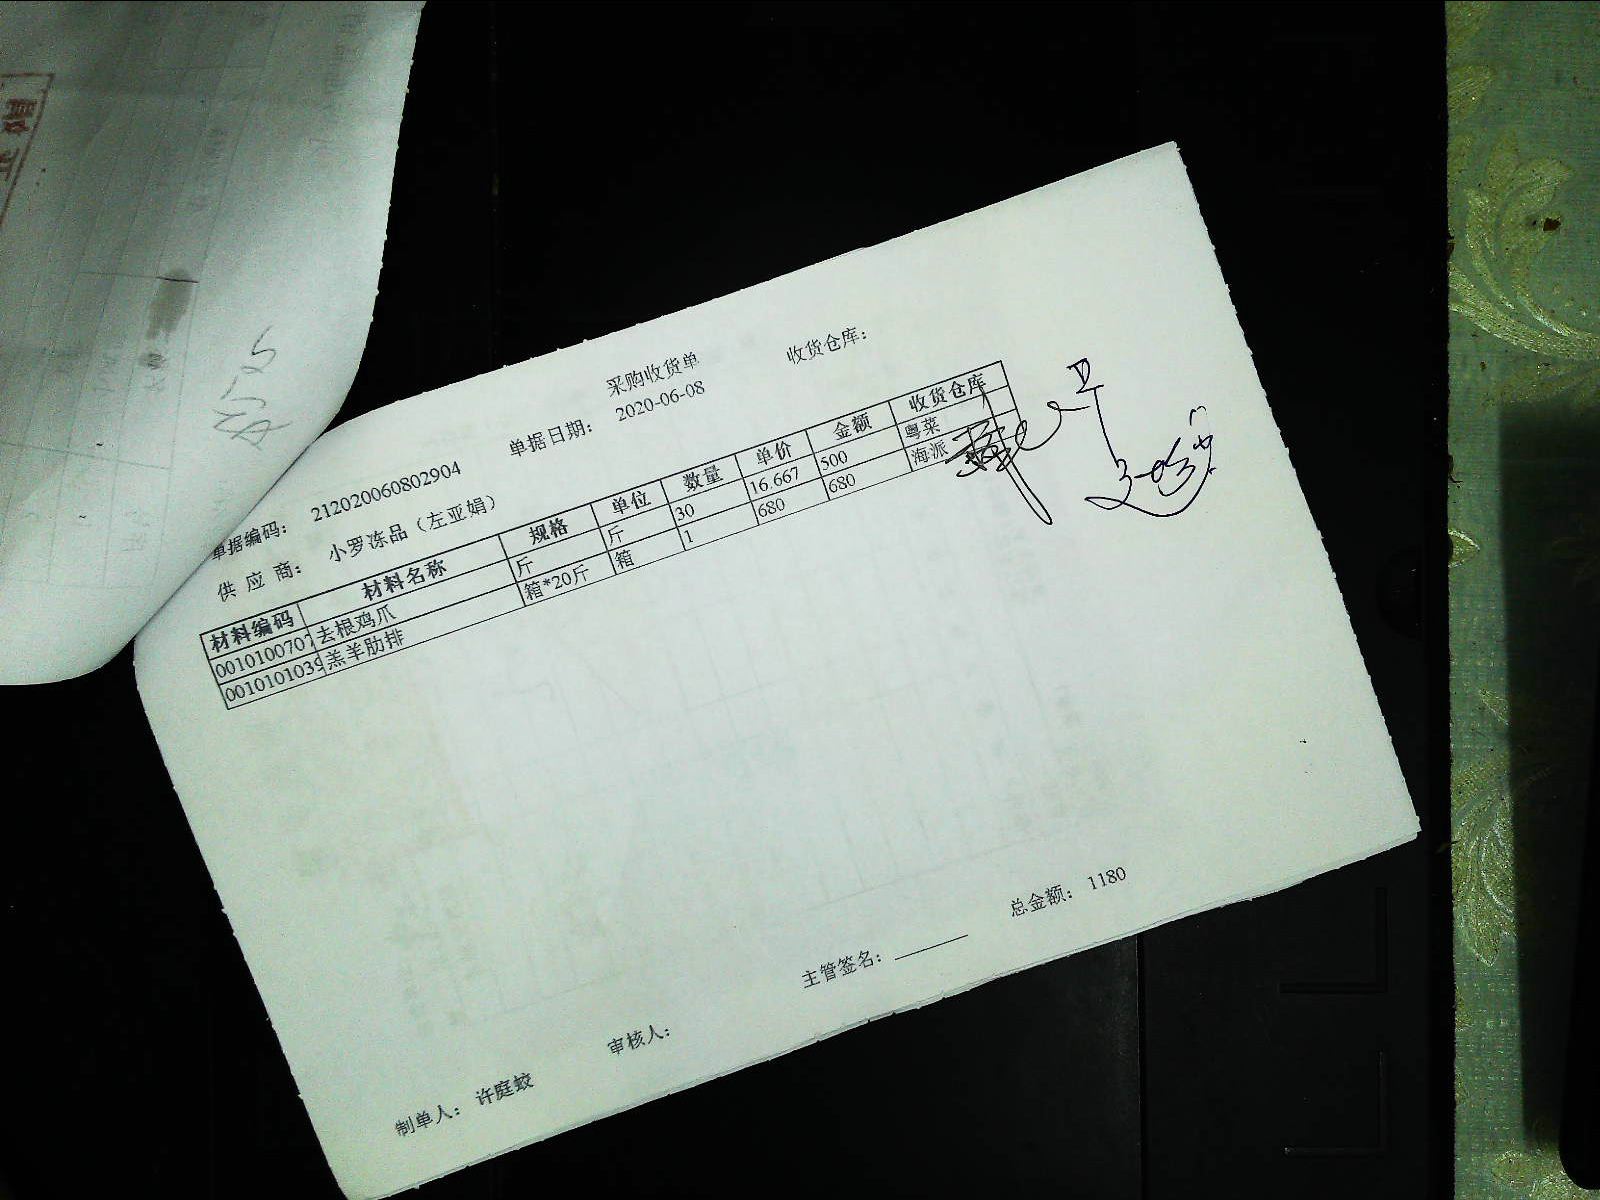 采购收货单
收货仓库：
单据编码： 212020060802904 单据日期： 2020-06-08
供 应 商： 小罗冻品（左亚娟）
材料编码 材料名称 规格 单位 数量 单价 金额 收货仓库
0010100707 去根鸡爪 斤 斤 30 16.667 500 粤菜
0010101039 羔羊肋排 箱*20斤 箱 1 680 680 海派
总金额： 1180
主管签名：
审核人：
制单人： 许庭蛟